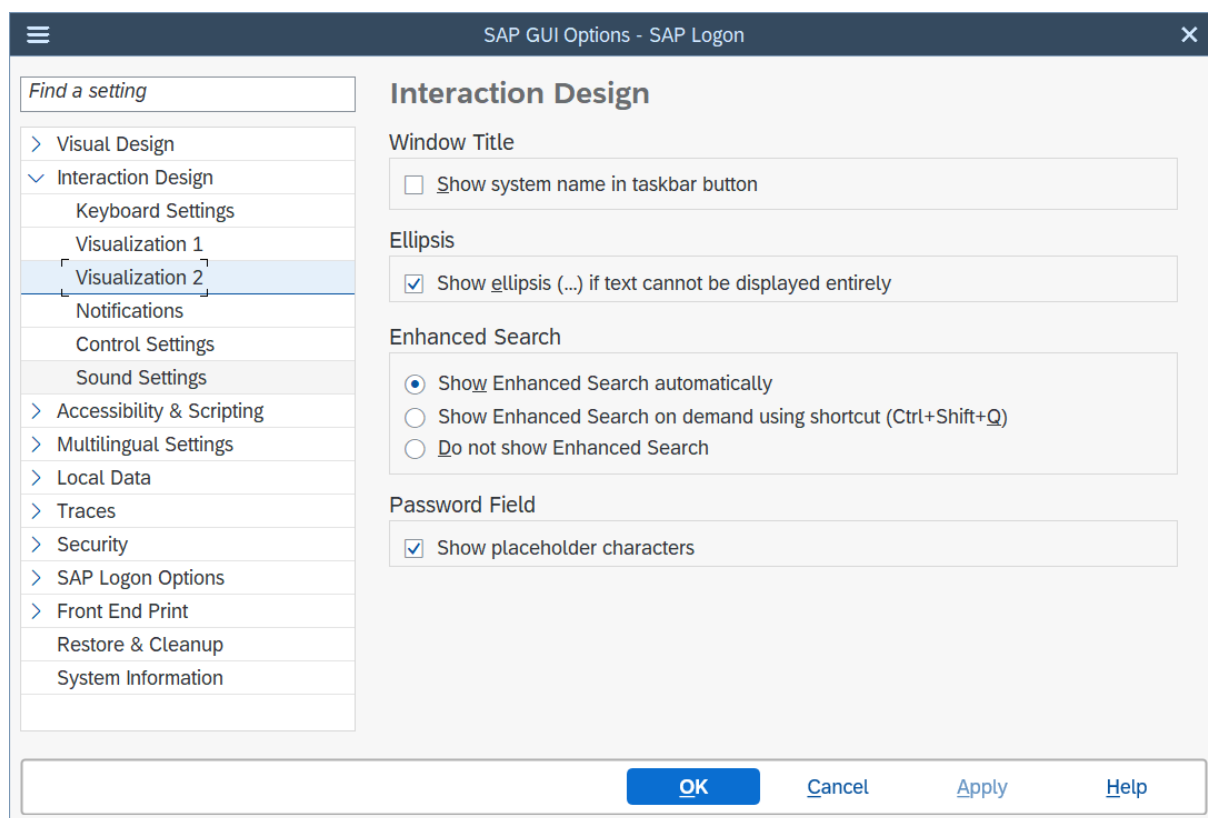 SAP GUI Options - SAP Logon
Find a setting
Visual Design
Interaction Design
Keyboard Settings
Visualization 1
Visualization 2
Notifications
Control Settings
Sound Settings
Accessibility & Scripting
Multilingual Settings
Local Data
Traces
Security
SAP Logon Options
Front End Print
Restore & Cleanup
System Information
Interaction Design
Window Title
Show system name in taskbar button
Ellipsis
Show ellipsis (...) if text cannot be displayed entirely
Enhanced Search
Show Enhanced Search automatically
Show Enhanced Search on demand using shortcut (Ctrl+Shift+Q)
Do not show Enhanced Search
Password Field
Show placeholder characters
OK Cancel Apply Help